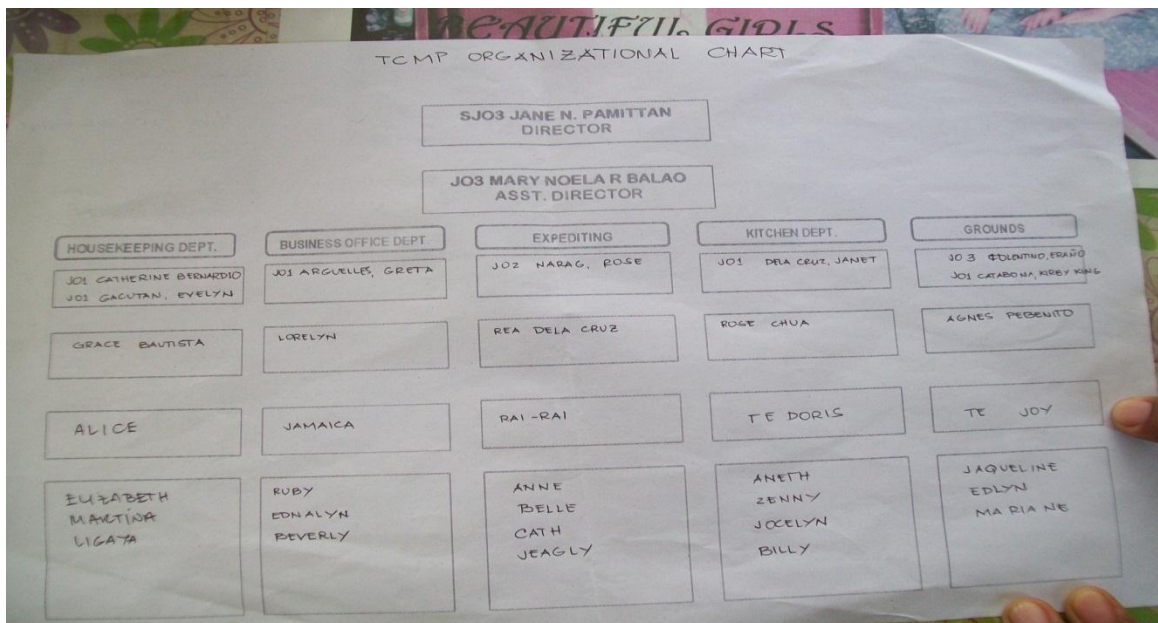 BEAUTIFUL GIRLS
TCMP ORGANIZATIONAL CHART
SJO3 JANE N. PAMITTAN
DIRECTOR
JO3 MARY NOELA R BALAO
ASST. DIRECTOR
HOUSEKEEPING DEPT.
JO1 CATHERINE BERNARDIO
JO1 GACUTAN, EVELYN
GRACE BAUTISTA
ALICE
ELIZABETH
MARTINA
LIGAYA
BUSINESS OFFICE DEPT
JO1 ARGUELLES, GRETA
LORELYN
JAMAICA
RUBY
EDNALYN
BEVERLY
EXPEDITING
JO2 NARAG, ROSE
REA DELA CRUZ
RAI-RAI
ANNE
BELLE
CATH
JEAGLY
KITCHEN DEPT.
JO1 DELA CRUZ, JANET
ROSE CHUA
TE DORIS
ANETH
ZENNY
JOCELYN
BILLY
GROUNDS
JO3 TOLENTINO, ERAÑO
JO1 CATABONA, KIRBY KING
AGNES PEBENITO
TE JOY
JAQUELINE
EDLYN
MARIANE